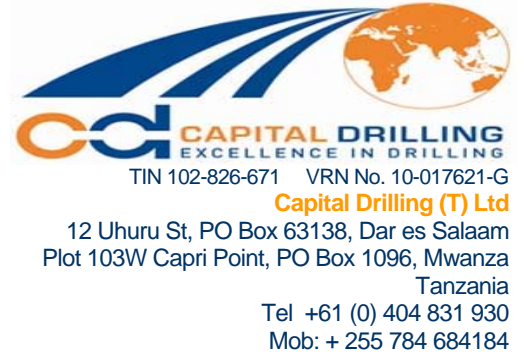 cd CAPITAL DRILLING
EXCELLENCE IN DRILLING
TIN 102-826-671 VRN No. 10-017621-G
Capital Drilling (T) Ltd
12 Uhuru St, PO Box 63138, Dar es Salaam
Plot 103W Capri Point, PO Box 1096, Mwanza
Tanzania
Tel +61 (0) 404 831 930
Mob: + 255 784 684184